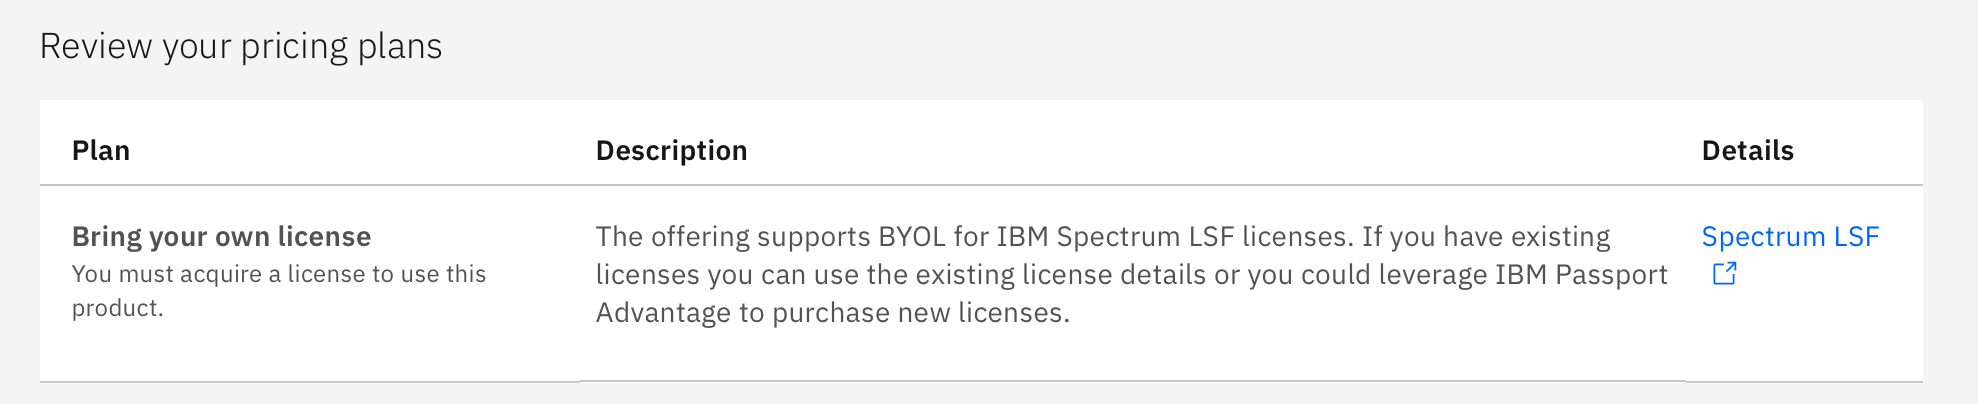 Review your pricing plans
Plan
Description
Details
Bring your own license
You must acquire a license to use this
product.
The offering supports BYOL for IBM Spectrum LSF licenses. If you have existing
licenses you can use the existing license details or you could leverage IBM Passport
Advantage to purchase new licenses.
Spectrum LSF